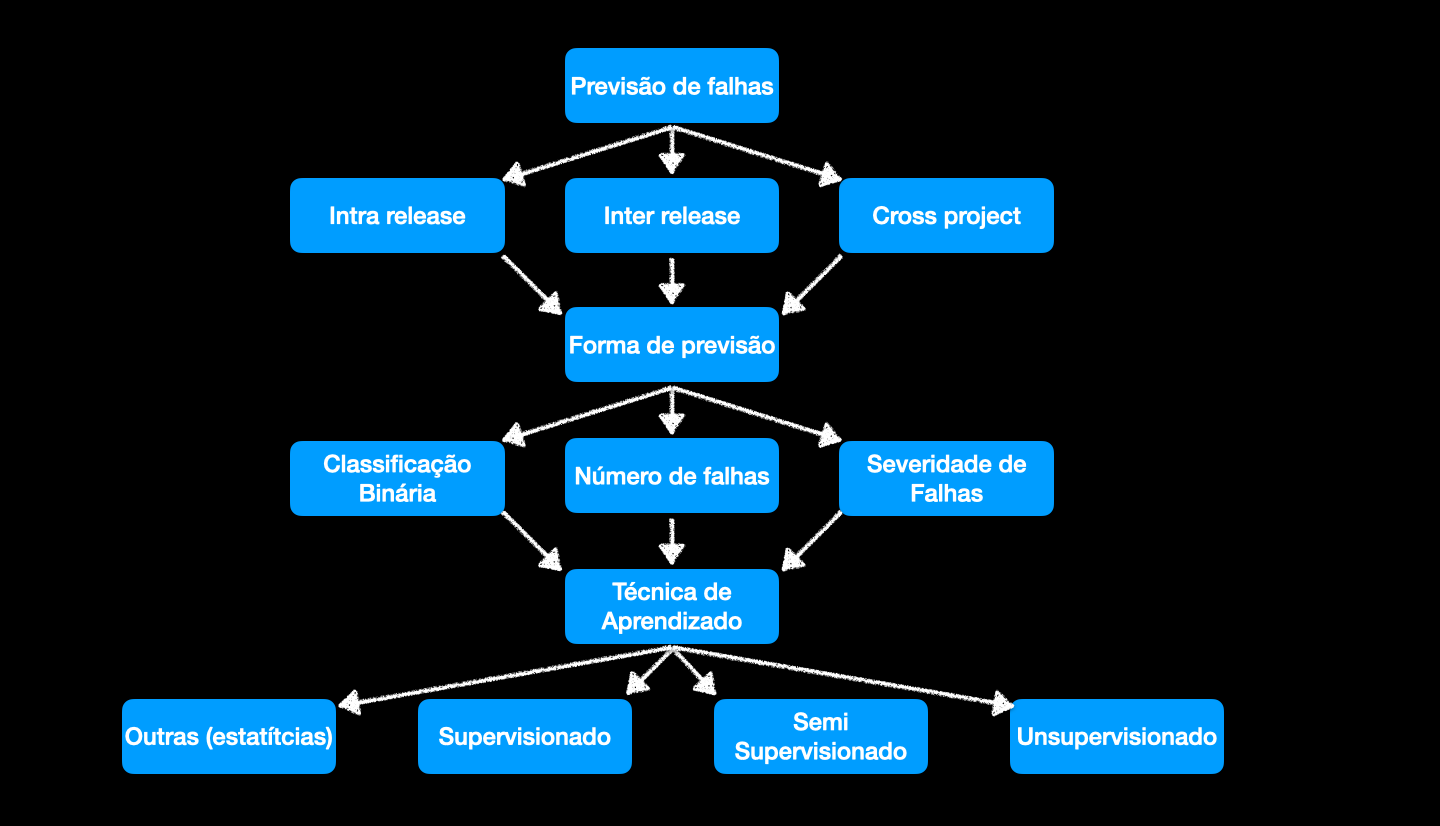 Previsão de falhas
Intra release
Inter release
Cross project
Forma de previsão
Classificação
Binária
Número de falhas
Severidade de
Falhas
Técnica de
Aprendizado
Outras (estatítcias)
Supervisionado
Semi
Supervisionado
Unsupervisionado